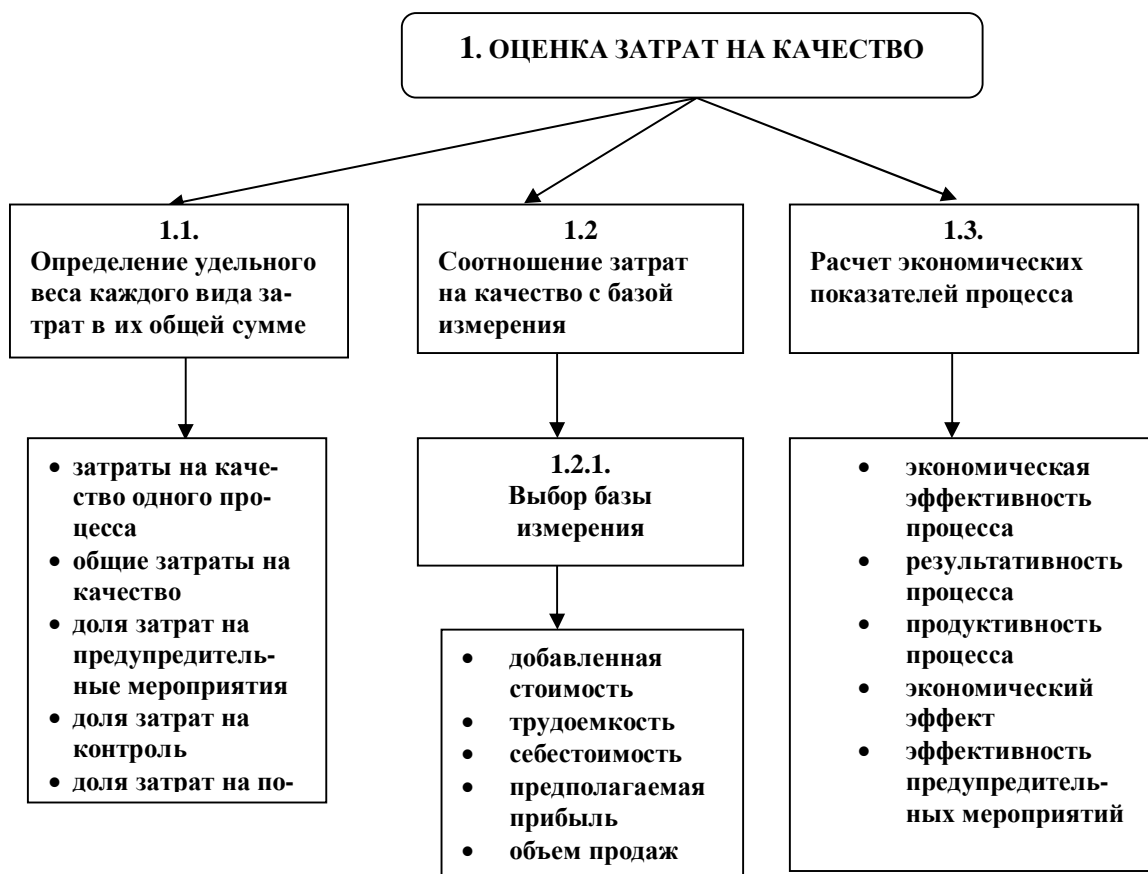 1. ОЦЕНКА ЗАТРАТ НА КАЧЕСТВО
1.1.
Определение удельного
веса каждого вида за-
трат в их общей сумме
1.2
Соотношение затрат
на качество с базой
измерения
1.3.
Расчет экономических
показателей процесса
• затраты на каче-
ство одного про-
цесса
• общие затраты на
качество
• доля затрат на
предупредитель-
ные мероприятия
• доля затрат на
контроль
• доля затрат на по-
1.2.1.
Выбор базы
измерения
• добавленная
стоимость
• трудоемкость
• себестоимость
• предполагаемая
прибыль
• объем продаж
• экономическая
эффективность
процесса
• результативность
процесса
• продуктивность
процесса
• экономический
эффект
• эффективность
предупредитель-
ных мероприятий